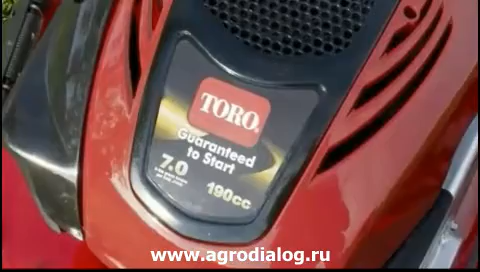 TORO.
Guaranteed
to Start
7.0
190cc
www.agrodialog.ru